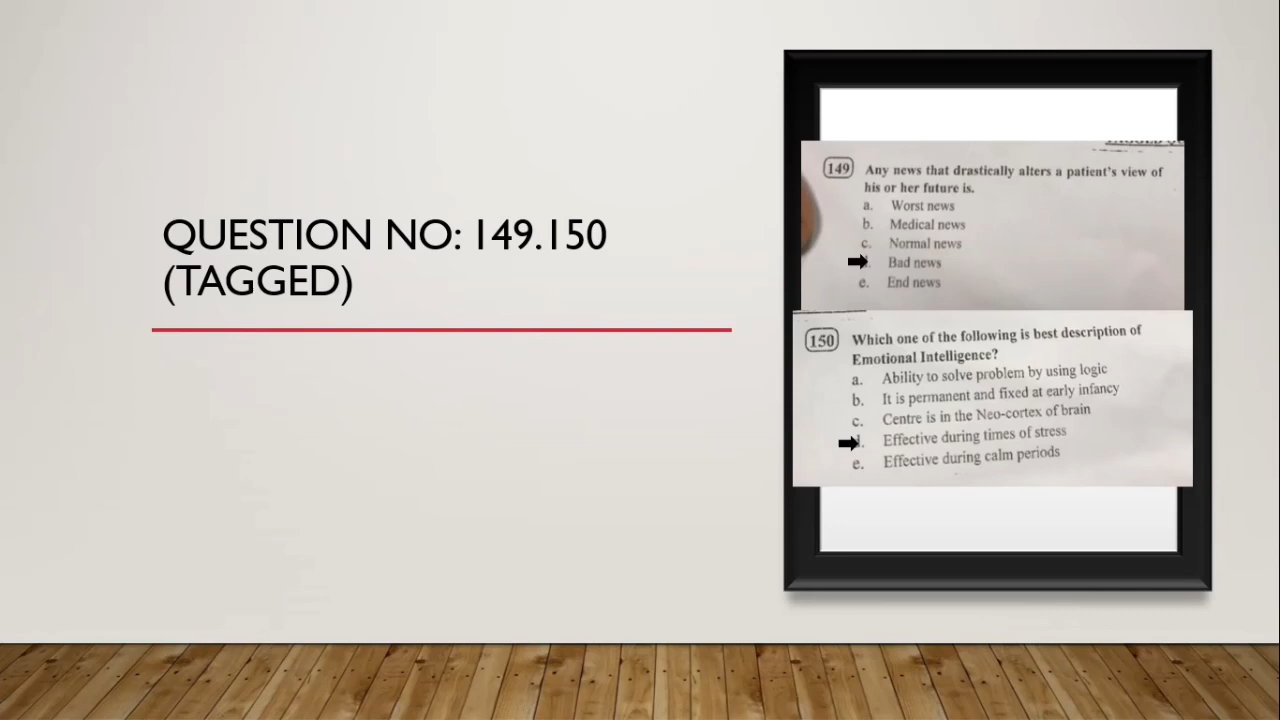 QUESTION NO: 149.150
(TAGGED)
149 Any news that drastically alters a patient's view of
his or her future is.
a. Worst news
b. Medical news
c. Normal news
Bad news
e. End news
150 Which one of the following is best description of
Emotional Intelligence?
a. Ability to solve problem by using logic
b. It is permanent and fixed at early infancy
c. Centre is in the Neo-cortex of brain
Effective during times of stress
e. Effective during calm periods